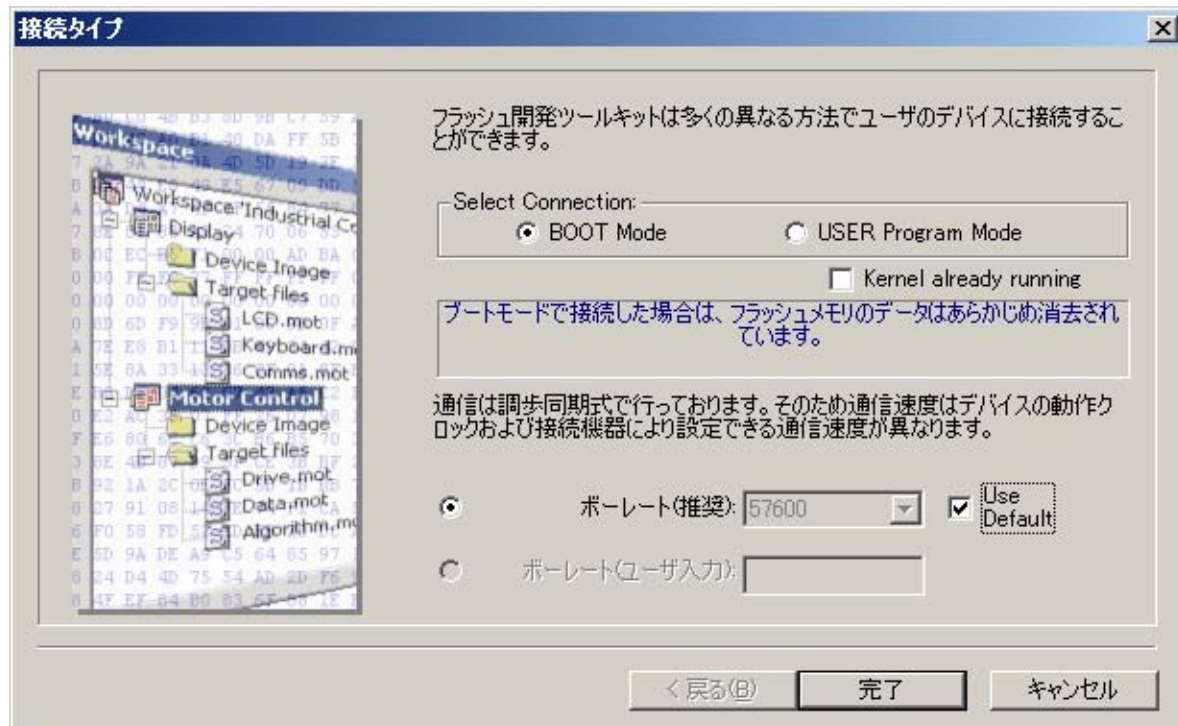 接続タイプ
Workspace
Workspace 'Industrial Co
Display
Device Image
Target files
LCD.mot
Keyboard.mo
Comms.mot
Motor Control
Device Image
Target files
Drive.mot
Data.mot
Algorithm.mo
フラッシュ開発ツールキットは多くの異なる方法でユーザのデバイスに接続するこ
とができます。
Select Connection:
BOOT Mode USER Program Mode
Kernel already running
ブートモードで接続した場合は、フラッシュメモリのデータはあらかじめ消去され
ています。
通信は調歩同期式で行っております。そのため通信速度はデバイスの動作ク
ロックおよび接続機器により設定できる通信速度が異なります。
ボーレート(推奨): 57600 Use
Default
ボーレート(ユーザ入力):
< 戻る(B) 完了 キャンセル